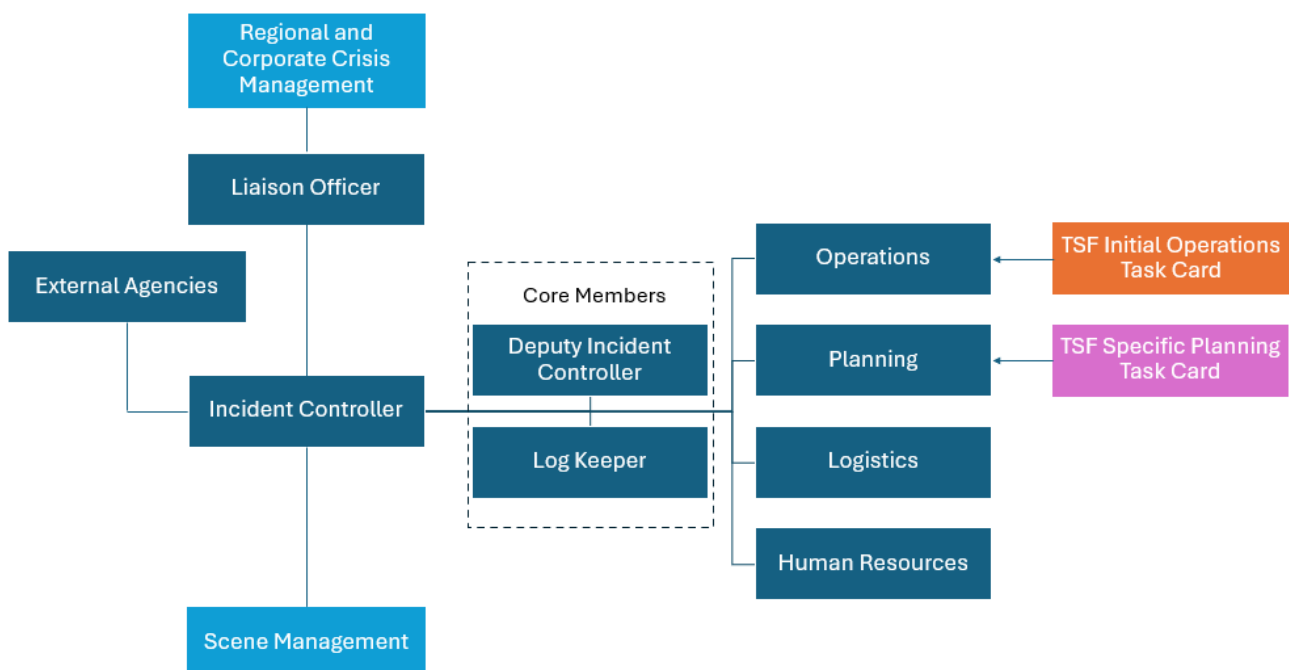 Regional and
Corporate Crisis
Management
Liaison Officer
External Agencies
Incident Controller
Scene Management
Core Members
Deputy Incident
Controller
Log Keeper
Operations
Planning
Logistics
Human Resources
TSF Initial Operations
Task Card
TSF Specific Planning
Task Card